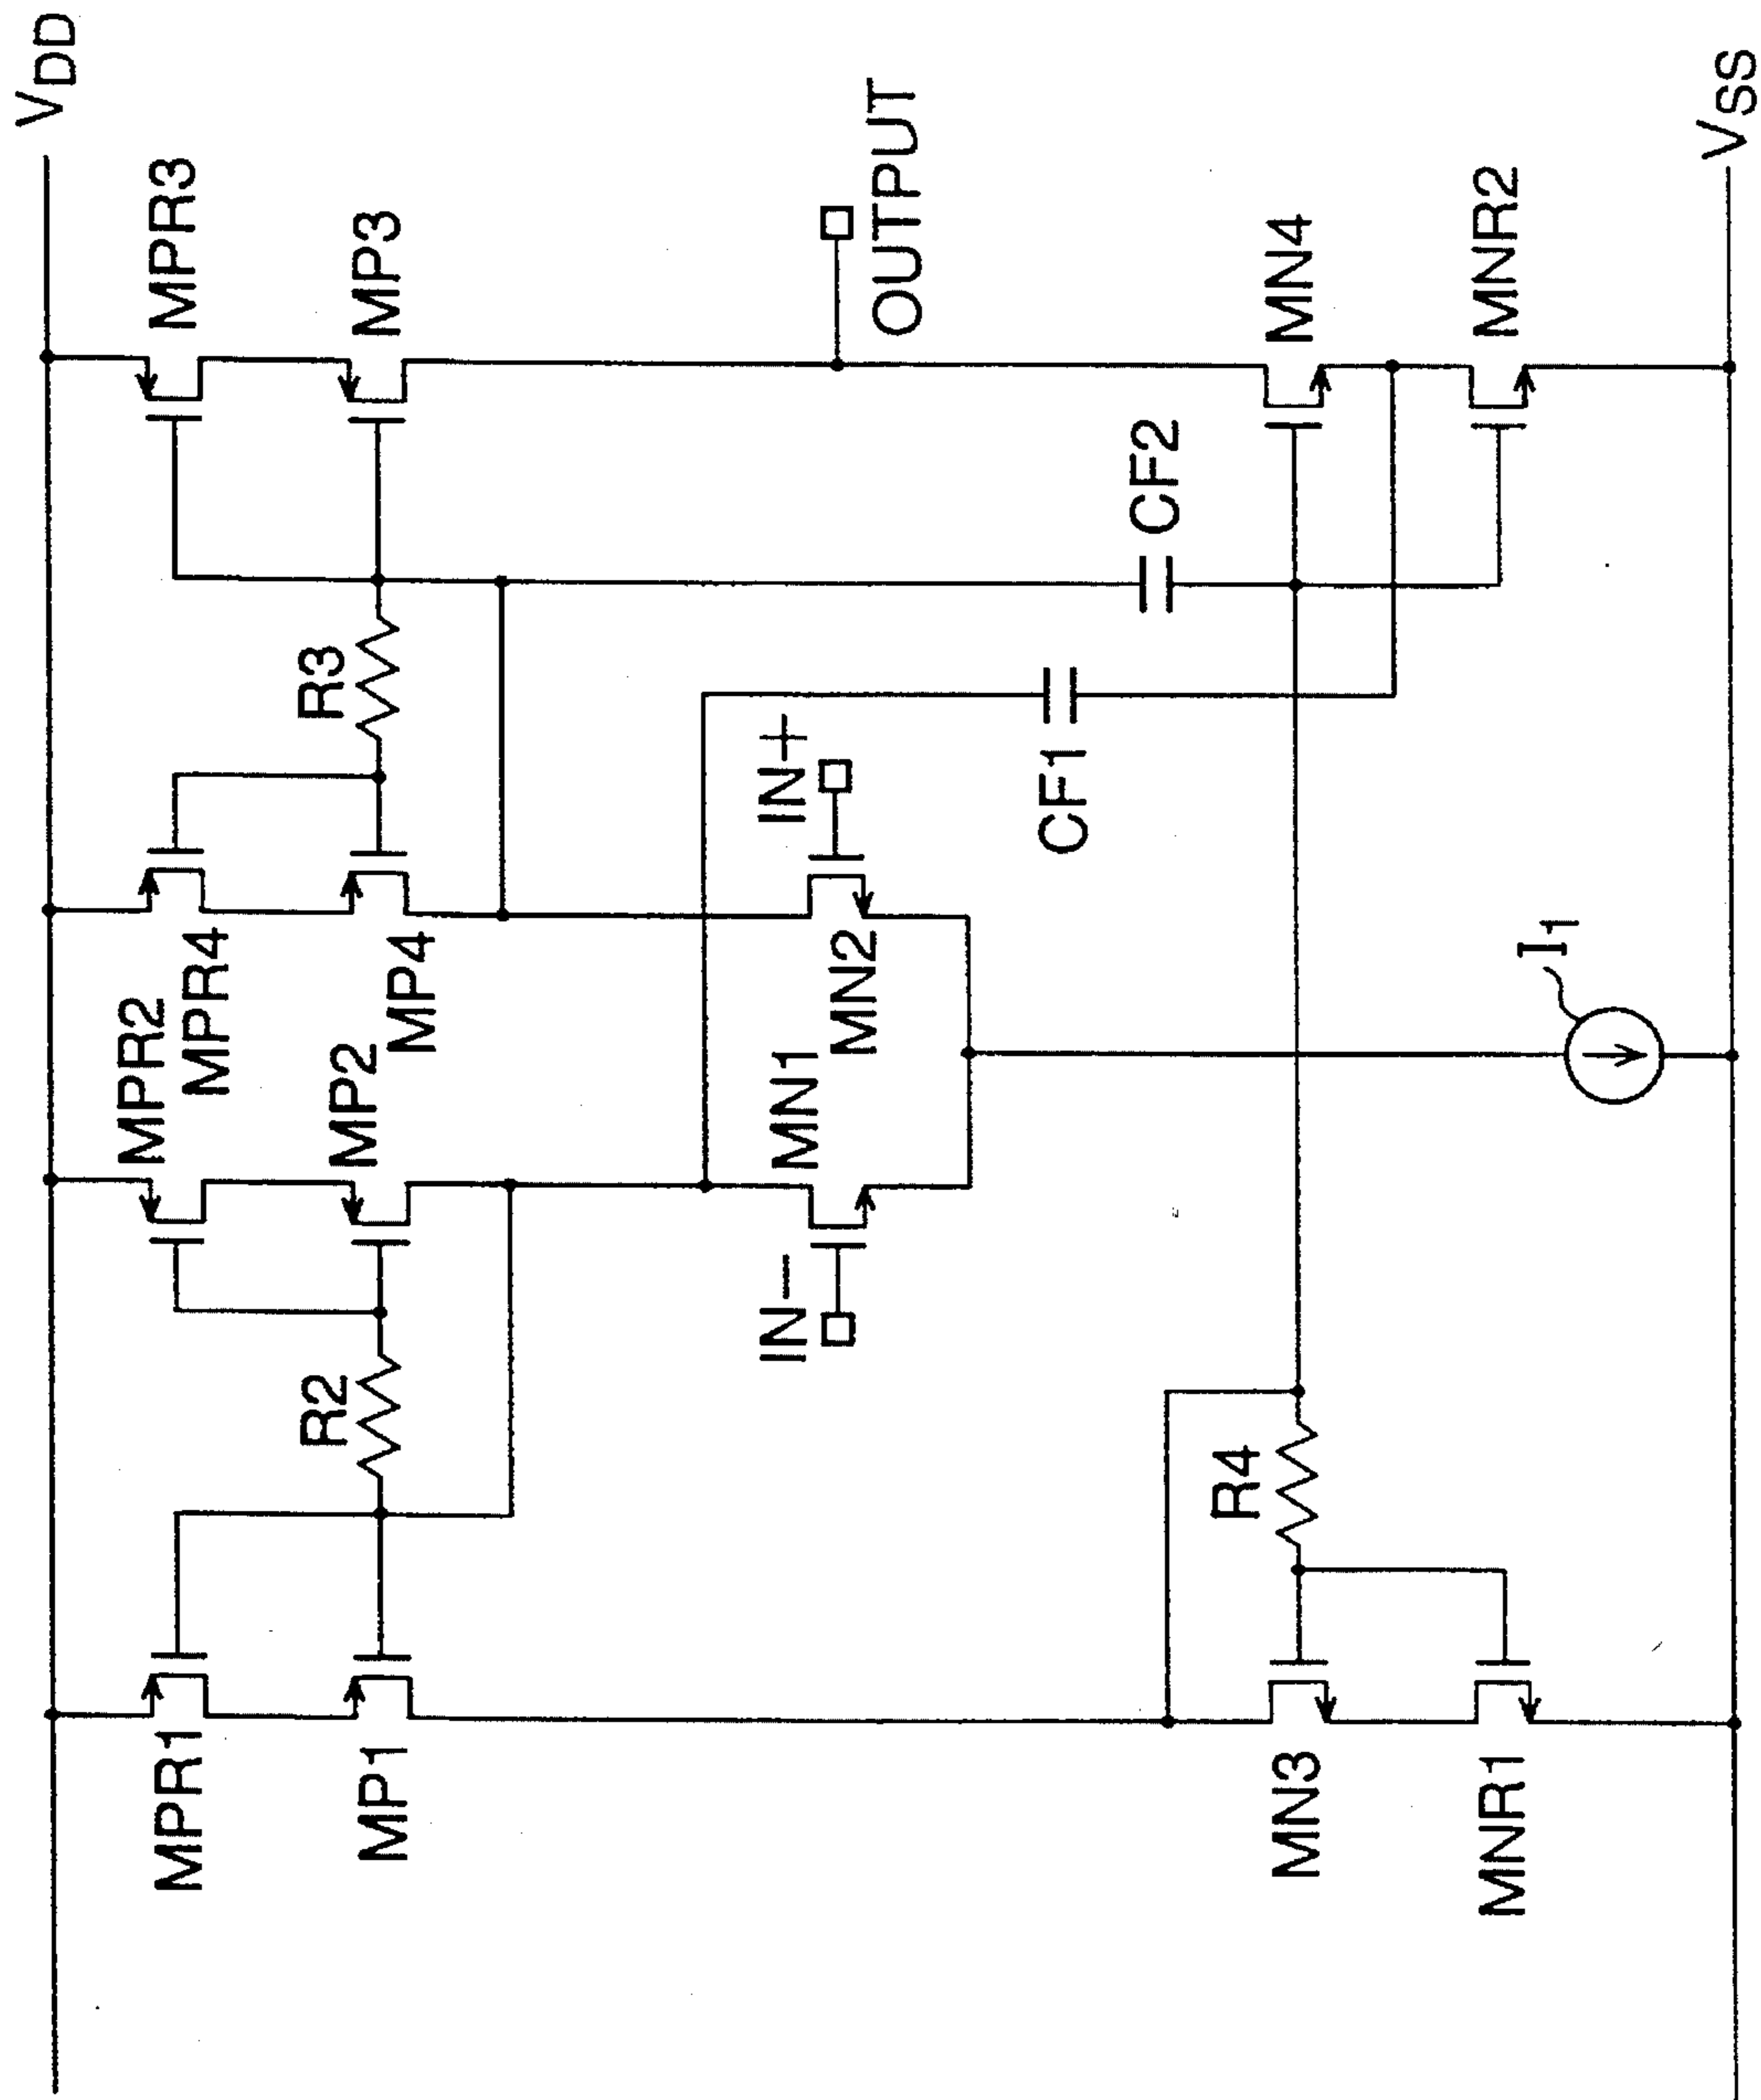 VDD
MPR1
MPR2
MPR4
MPR3
MP1
R2
MP2
MP4
R3
MP3
IN-
MN1
MN2
IN+
OUTPUT
CF1
CF2
MN3
R4
MN4
MNR1
I1
MNR2
VSS